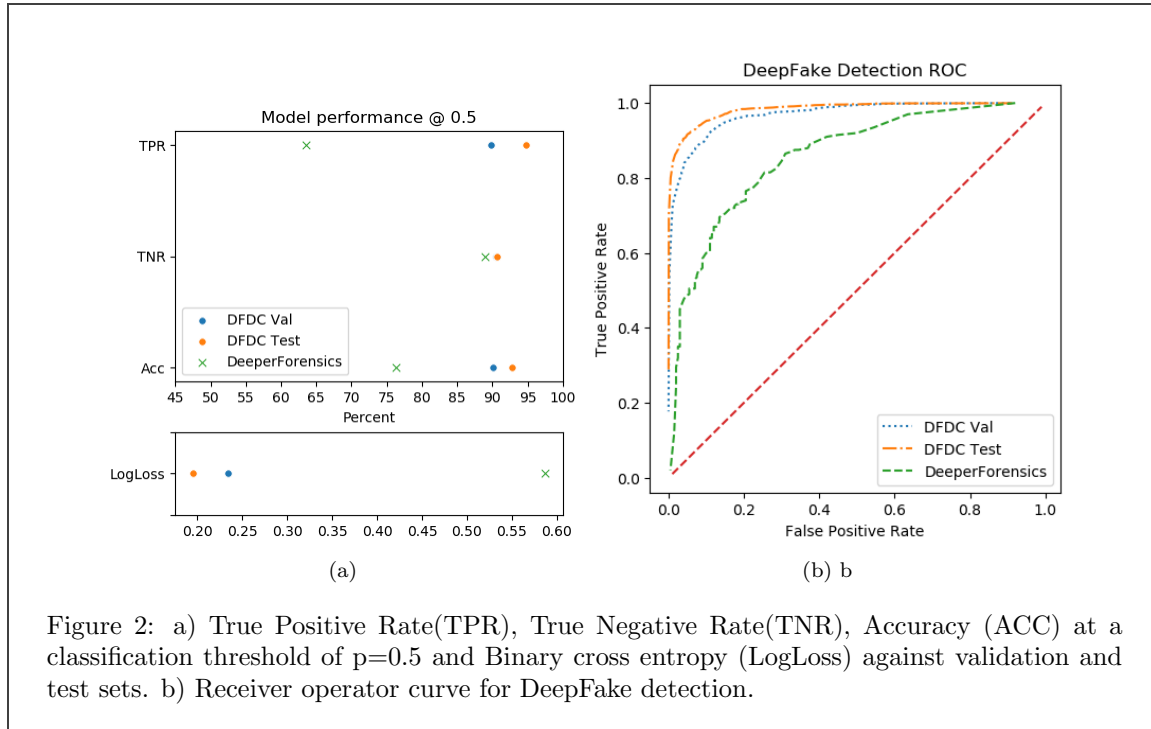 Model performance @ 0.5
TPR
TNR
Acc
DFDC Val
DFDC Test
DeeperForensics
45 50 55 60 65 70 75 80 85 90 95 100
Percent
LogLoss
0.20 0.25 0.30 0.35 0.40 0.45 0.50 0.55 0.60
(a)
DeepFake Detection ROC
1.0
0.8
0.6
0.4
0.2
0.0
True Positive Rate
DFDC Val
DFDC Test
DeeperForensics
0.0 0.2 0.4 0.6 0.8 1.0
False Positive Rate
(b) b
Figure 2: a) True Positive Rate(TPR), True Negative Rate(TNR), Accuracy (ACC) at a
classification threshold of p=0.5 and Binary cross entropy (LogLoss) against validation and
test sets. b) Receiver operator curve for DeepFake detection.